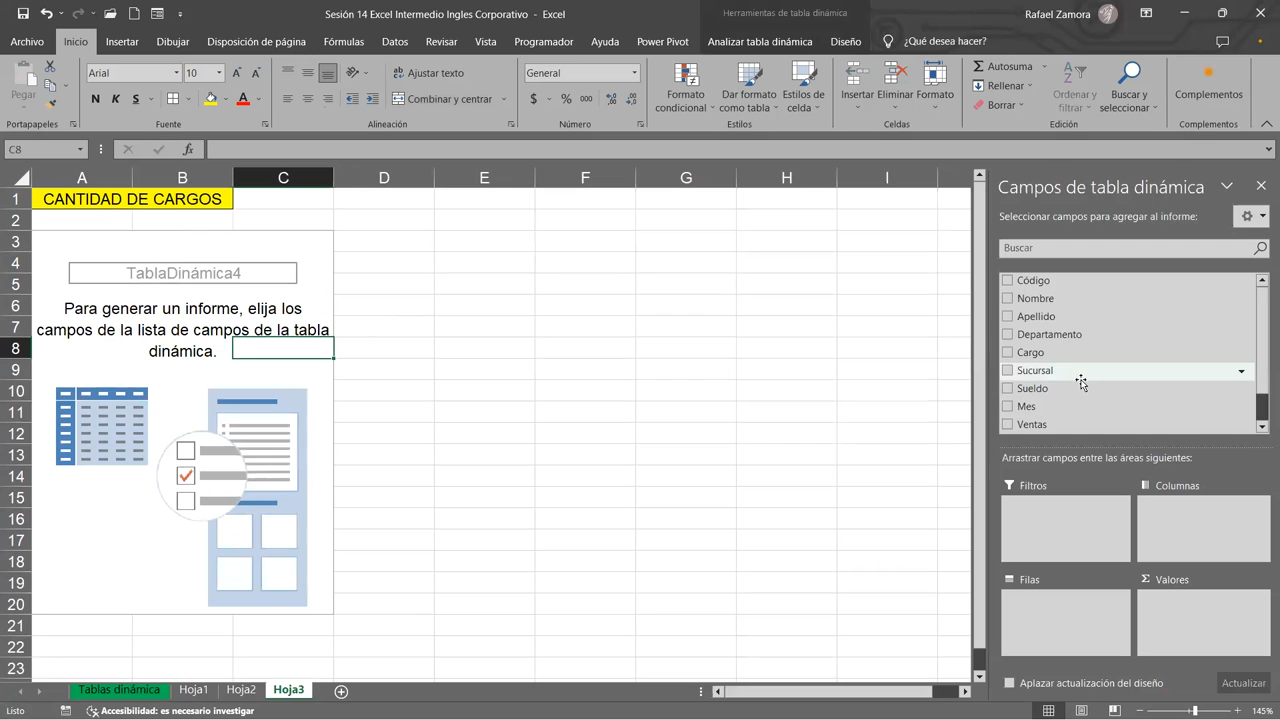 Sesión 14 Excel Intermedio Ingles Corporativo - Excel
Herramientas de tabla dinámica
Rafael Zamora
Archivo Inicio Insertar Dibujar Disposición de página Fórmulas Datos Revisar Vista Programador Ayuda Power Pivot Analizar tabla dinámica Diseño ¿Qué desea hacer?
Pegar
Arial 10
N K S
Ajustar texto
Combinar y centrar
General
$ % 000
Formato condicional
Dar formato como tabla
Estilos de celda
Insertar Eliminar Formato
Autosuma
Rellenar
Borrar
Ordenar y filtrar
Buscar y seleccionar
Complementos
Portapapeles Fuente Alineación Número Estilos Celdas Edición Complementos
C8 fx
A B C D E F G H I
1 CANTIDAD DE CARGOS
2
3
4
5
6
7
8
9
10
11
12
13
14
15
16
17
18
19
20
21
22
23
TablaDinámica4
Para generar un informe, elija los
campos de la lista de campos de la tabla
dinámica.
Campos de tabla dinámica
Seleccionar campos para agregar al informe:
Buscar
Código
Nombre
Apellido
Departamento
Cargo
Sucursal
Sueldo
Mes
Ventas
Arrastrar campos entre las áreas siguientes:
Filtros Columnas
Filas Σ Valores
Aplazar actualización del diseño Actualizar
Tablas dinámica Hoja1 Hoja2 Hoja3
Listo Accesibilidad: es necesario investigar 145%